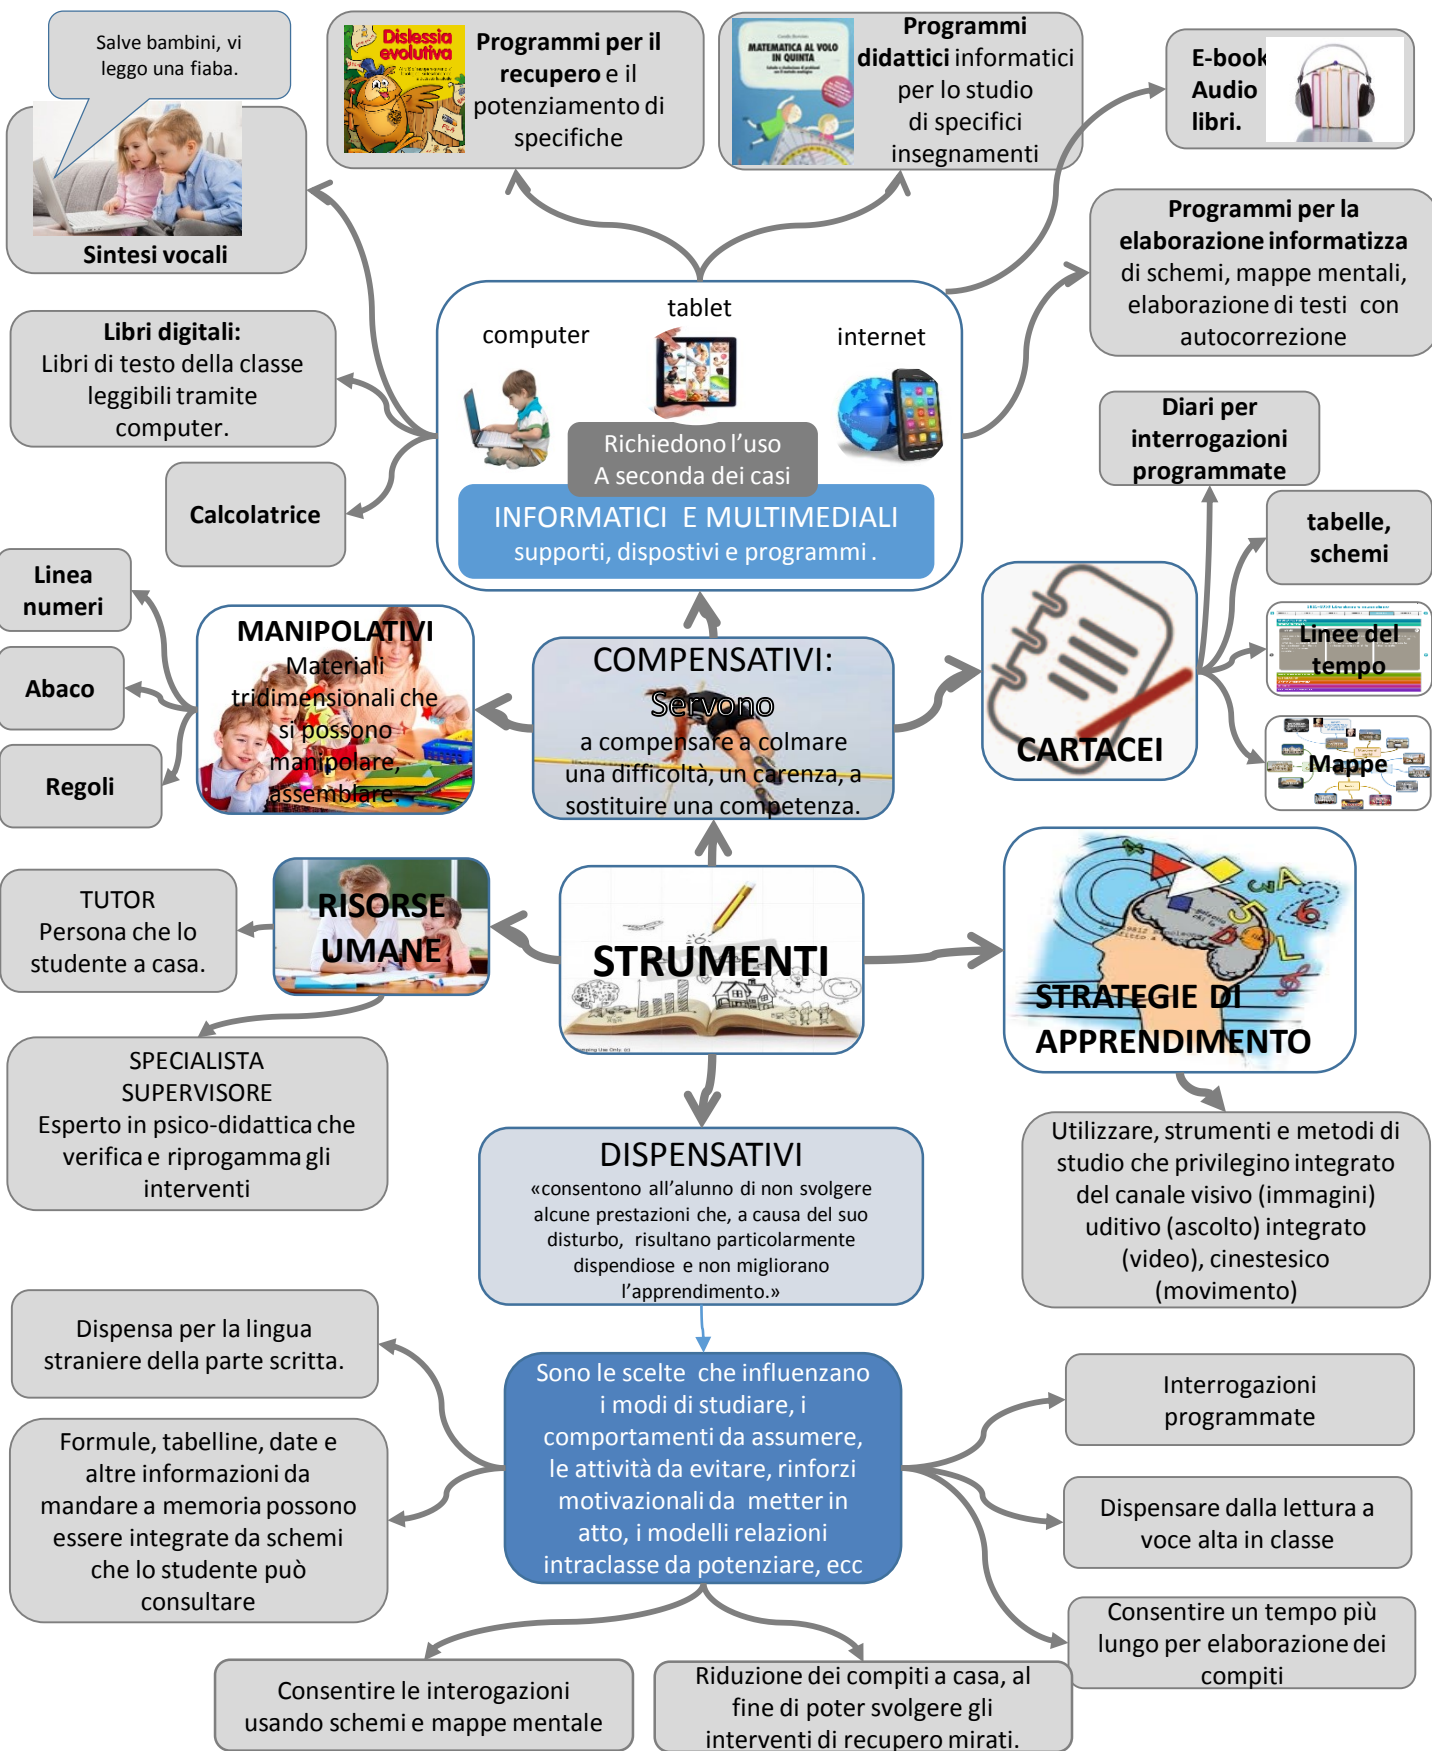 Salve bambini, vi
leggo una fiaba.
Sintesi vocali
Dislessia
evolutiva
Programmi per il
recupero e il
potenziamento di
specifiche
MATEMATICA AL VOLO
IN QUINTA
Programmi
didattici informatici
per lo studio
di specifici
insegnamenti
E-book
Audio
libri.
Programmi per la
elaborazione informatizza
di schemi, mappe mentali,
elaborazione di testi con
autocorrezione
Libri digitali:
Libri di testo della classe
leggibili tramite
computer.
Calcolatrice
computer
tablet
internet
Richiedono l'uso
A seconda dei casi
INFORMATICI E MULTIMEDIALI
supporti, dispostivi e programmi .
Diari per
interrogazioni
programmate
tabelle,
schemi
Linee del
tempo
Mappe
CARTACEI
Linea
numeri
Abaco
Regoli
MANIPOLATIVI
Materiali
tridimensionali che
si possono
manipolare,
assemblare.
COMPENSATIVI:
Servono
a compensare a colmare
una difficoltà, un carenza, a
sostituire una competenza.
TUTOR
Persona che lo
studente a casa.
RISORSE
UMANE
STRUMENTI
STRATEGIE DI
APPRENDIMENTO
SPECIALISTA
SUPERVISORE
Esperto in psico-didattica che
verifica e riprogamma gli
interventi
DISPENSATIVI
«consentono all'alunno di non svolgere
alcune prestazioni che, a causa del suo
disturbo, risultano particolarmente
dispendiose e non migliorano
l'apprendimento.»
Utilizzare, strumenti e metodi di
studio che privilegino integrato
del canale visivo (immagini)
uditivo (ascolto) integrato
(video), cinestesico
(movimento)
Dispensa per la lingua
straniere della parte scritta.
Formule, tabelline, date e
altre informazioni da
mandare a memoria possono
essere integrate da schemi
che lo studente può
consultare
Sono le scelte che influenzano
i modi di studiare, i
comportamenti da assumere,
le attività da evitare, rinforzi
motivazionali da metter in
atto, i modelli relazioni
intraclasse da potenziare, ecc
Interrogazioni
programmate
Dispensare dalla lettura a
voce alta in classe
Consentire un tempo più
lungo per elaborazione dei
compiti
Consentire le interogazioni
usando schemi e mappe mentale
Riduzione dei compiti a casa, al
fine di poter svolgere gli
interventi di recupero mirati.